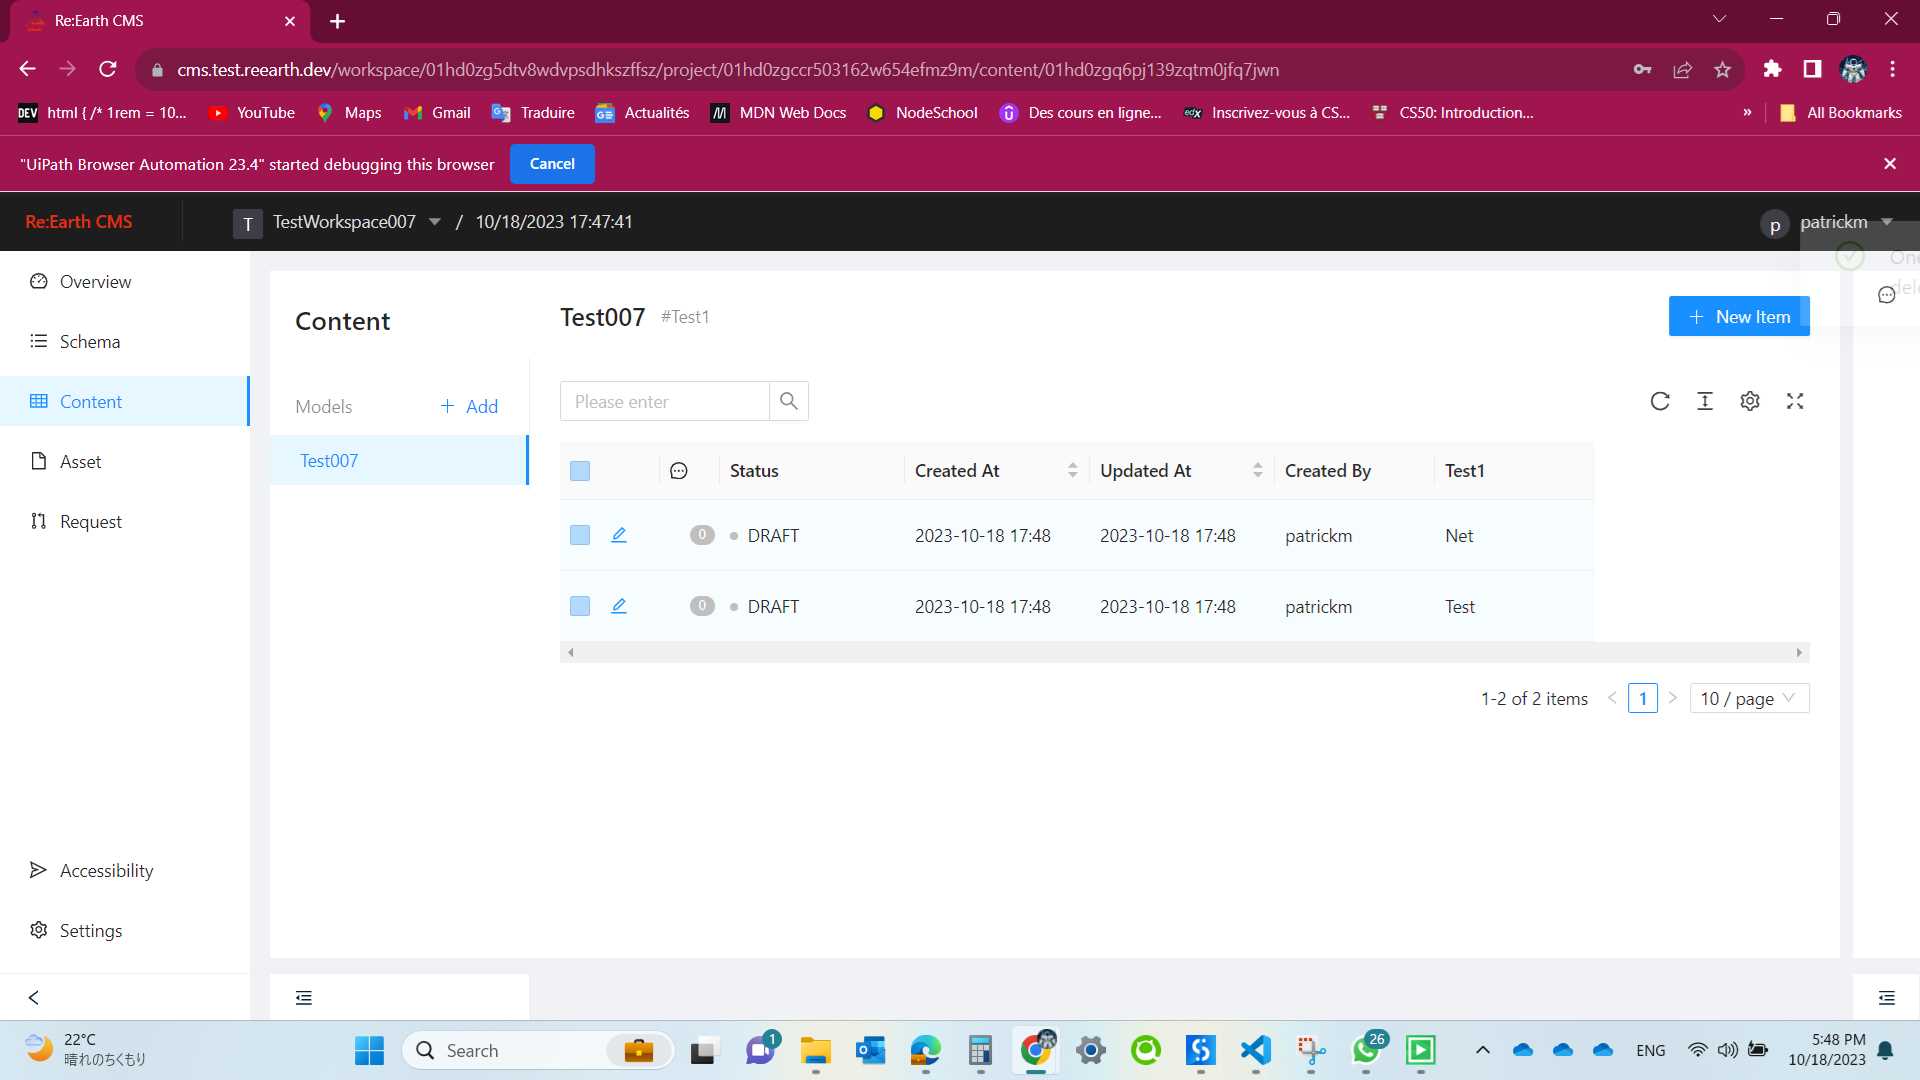 Re:Earth CMS
cms.test.reearth.dev/workspace/01hd0zg5dtv8wdvpsdhkszffsz/project/01hd0zgccr503162w654efmz9m/content/01hd0zgq6pj139zqtm0jfq7jwn
DEV html { /* 1rem = 10... YouTube Maps Gmail Traduire Actualités MDN Web Docs NodeSchool Des cours en ligne... edX Inscrivez-vous à CS... CS50: Introduction... » All Bookmarks
"UiPath Browser Automation 23.4" started debugging this browser Cancel
Re:Earth CMS T TestWorkspace007 / 10/18/2023 17:47:41 p patrickm
Overview
Schema
Content
Asset
Request
Accessibility
Settings
Content
Models + Add
Test007
Test007 #Test1
+ New Item
One
dele
Please enter
Status Created At Updated At Created By Test1
0 DRAFT 2023-10-18 17:48 2023-10-18 17:48 patrickm Net
0 DRAFT 2023-10-18 17:48 2023-10-18 17:48 patrickm Test
1-2 of 2 items < 1 > 10 / page
22°C
晴れのちくもり
Search
1
26
ENG
5:48 PM
10/18/2023